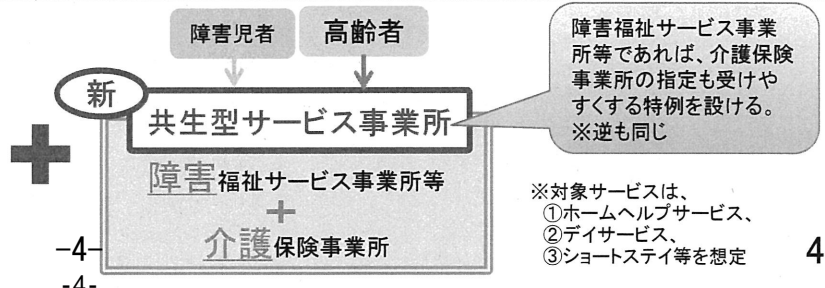 障害児者
高齢者
新
共生型サービス事業所
障害福祉サービス事業所等
+
介護保険事業所
障害福祉サービス事業
所等であれば、介護保険
事業所の指定も受けや
すくする特例を設ける。
※逆も同じ
※対象サービスは、
①ホームヘルプサービス、
②デイサービス、
③ショートステイ等を想定
-4-
-4-
4